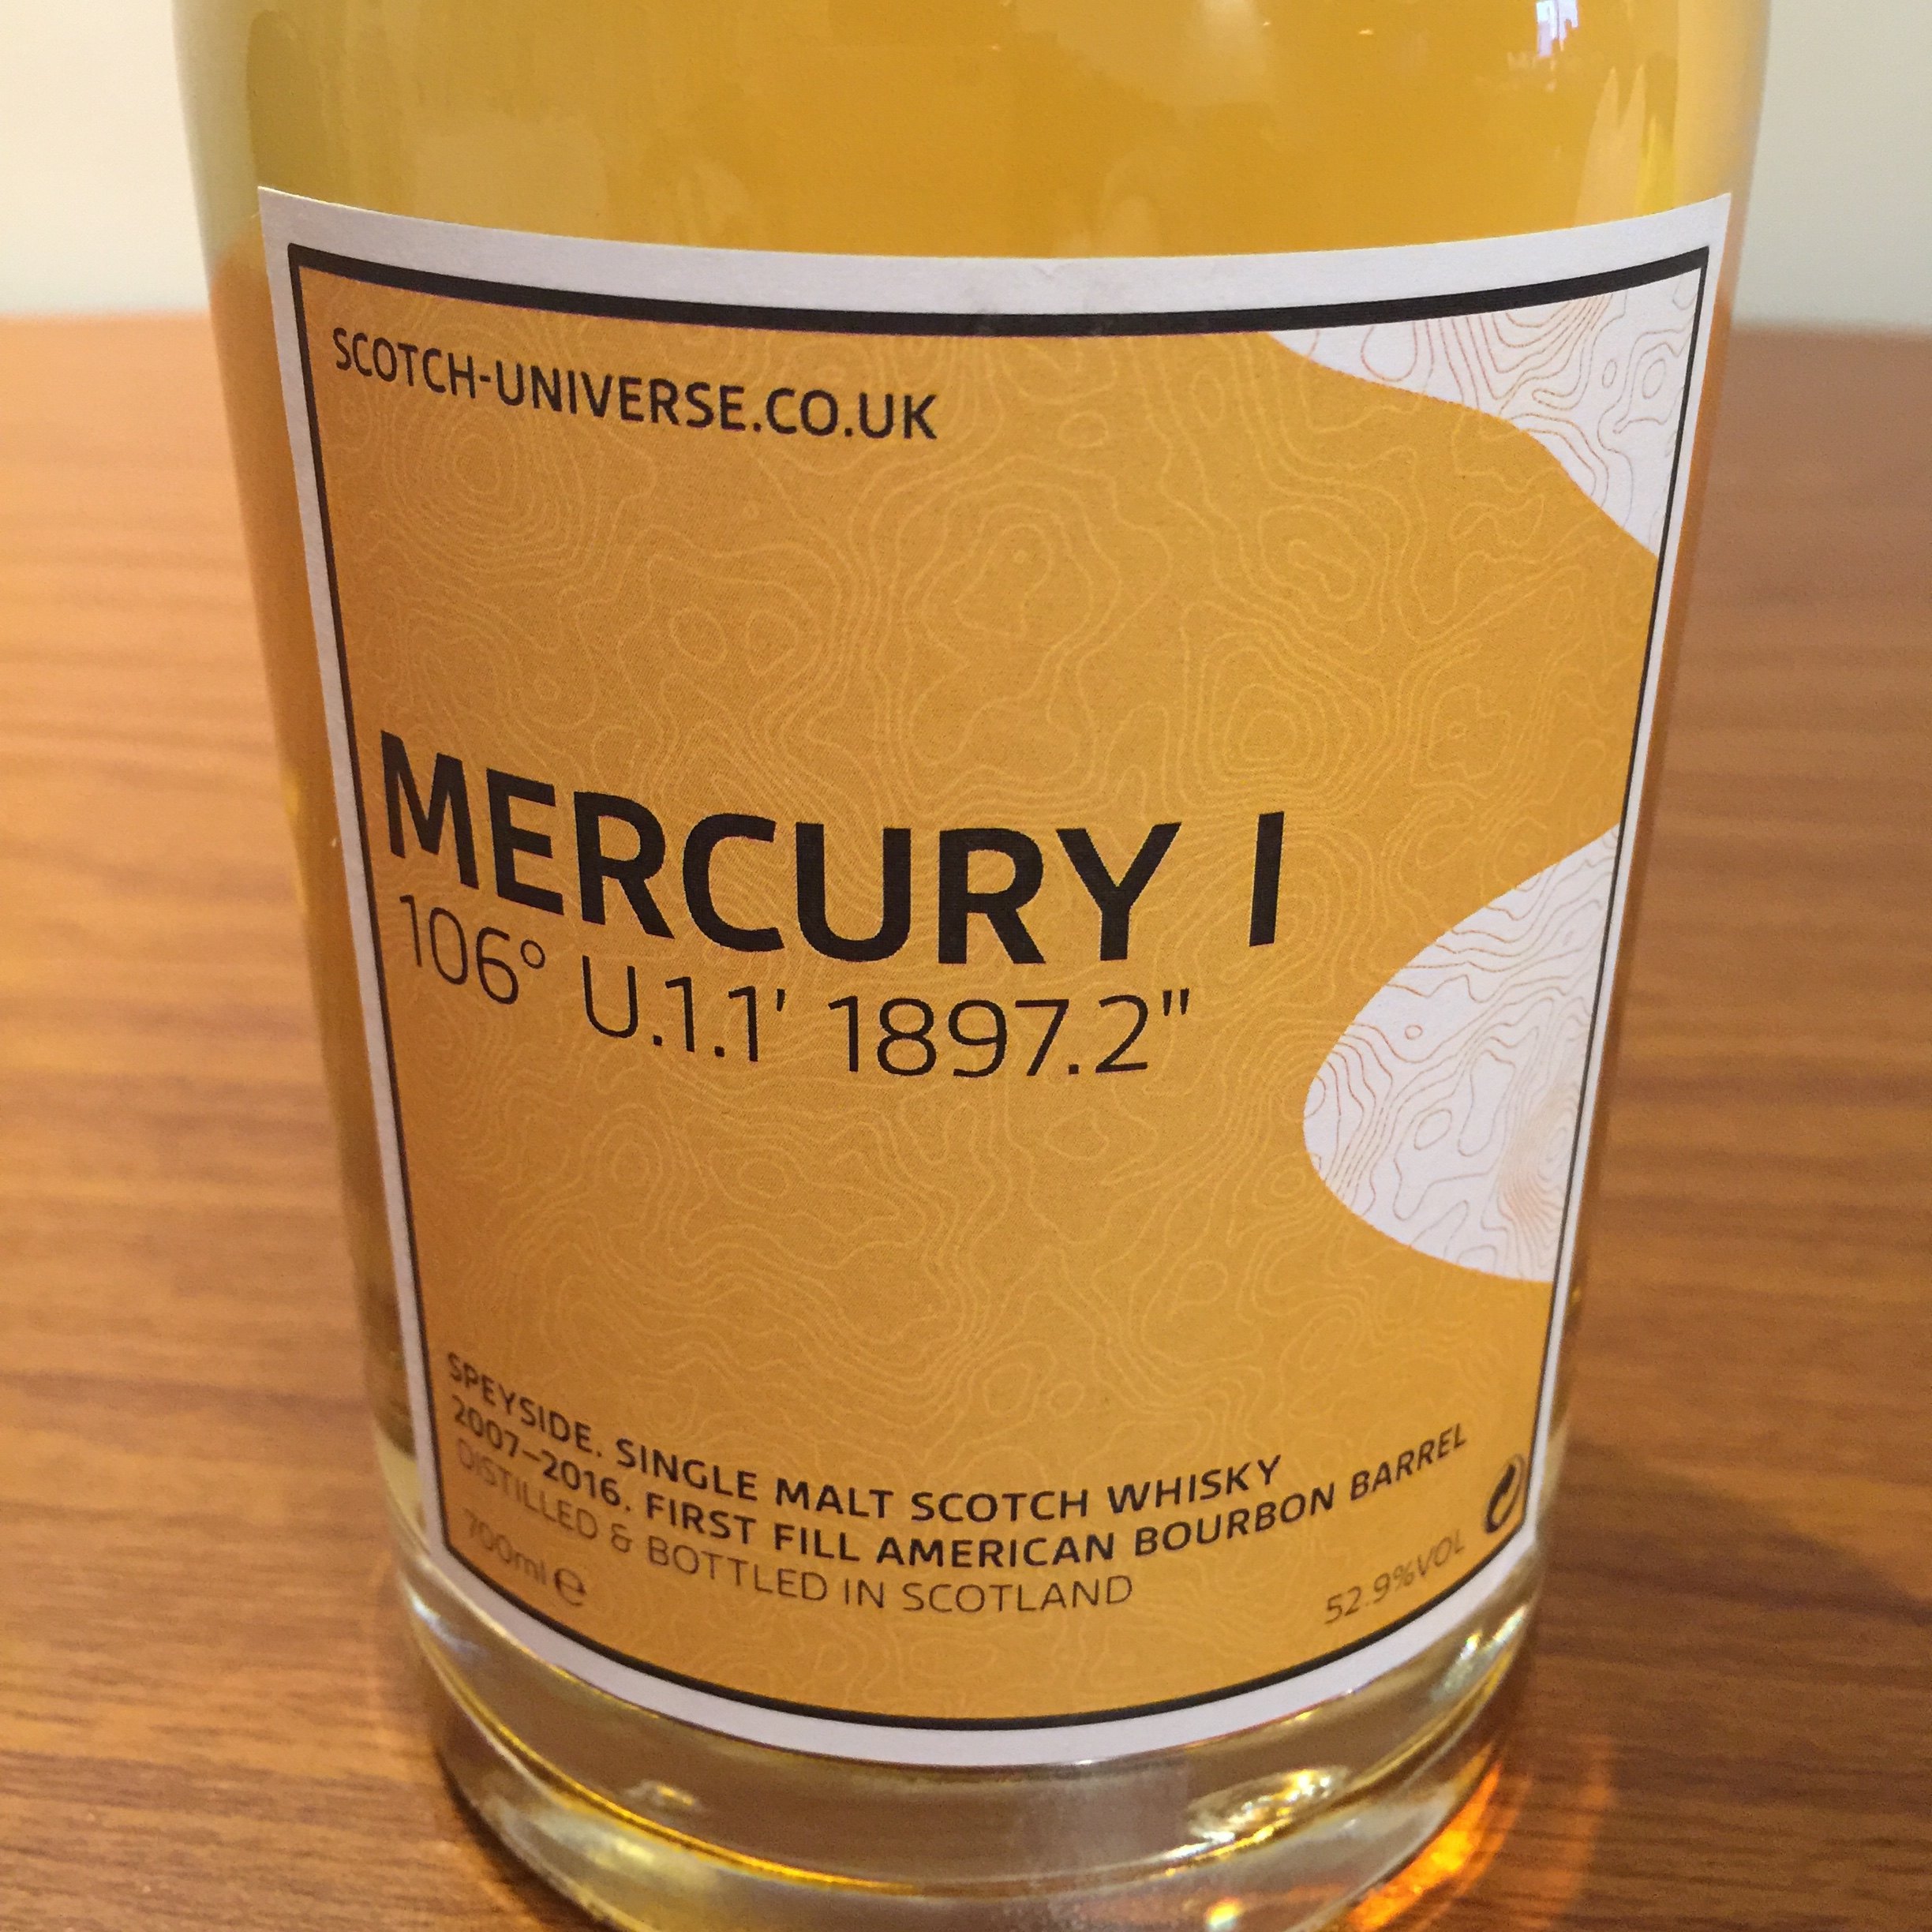 SCOTCH-UNIVERSE.CO.UK
MERCURY I
106° U.1.1' 1897.2"
SPEYSIDE. SINGLE MALT SCOTCH WHISKY
2007–2016. FIRST FILL AMERICAN BOURBON BARREL
DISTILLED & BOTTLED IN SCOTLAND
700ml ℮
52.9%VOL